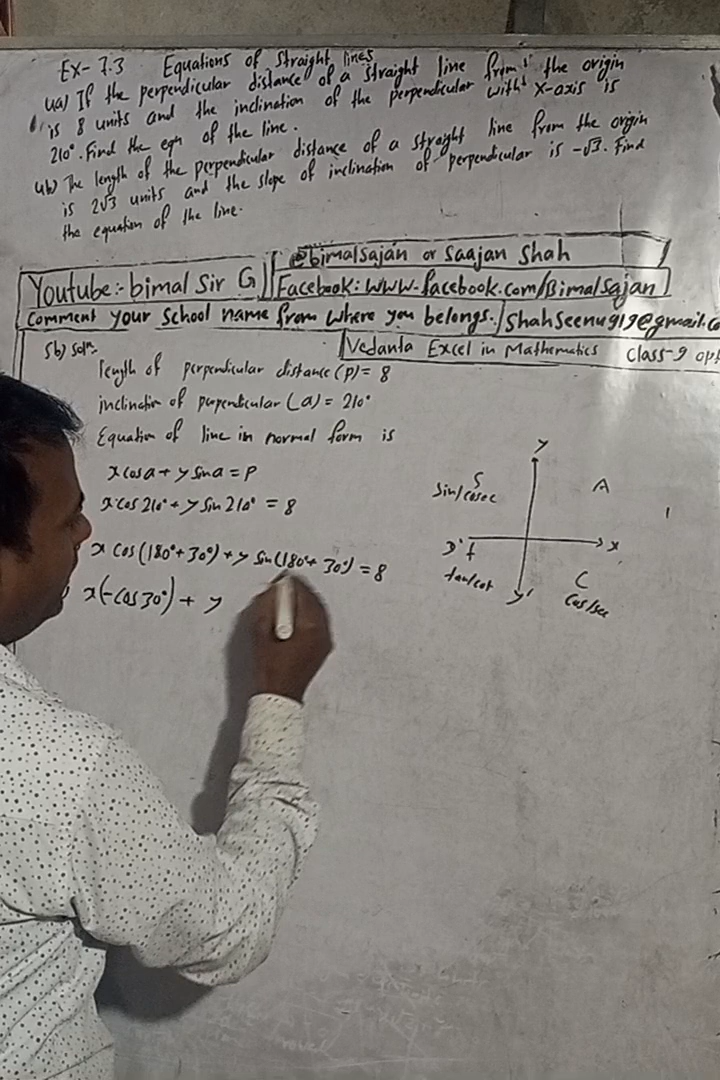 Ex- 7.3 Equations of Straight lines
4a) If the perpendicular distance of a straight line from the origin
is 8 units and the inclination of the perpendicular with X-axis is
210°. Find the eqn of the line.
4b) The length of the perpendicular distance of a straight line from the origin
is 2√3 units and the slope of inclination of perpendicular is -√3. Find
the equation of the line.
@bimalsajan or Saajan Shah
Youtube:- bimal Sir G
Facebook: www.facebook.com/Bimalsajan
Comment your School name from where you belongs.
Shahseenu919@gmail.co
Vedanta Excel in Mathematics Class-9 opt
5b) Soln:
length of perpendicular distance (p) = 8
inclination of perpendicular (α) = 210°
Equation of line in normal form is
x cosα + y sinα = P
x cos 210° + y sin 210° = 8
x cos(180°+30°) + y sin(180°+30°) = 8
x(-cos30°) + y
y
S
A
Sin/cosec
x' T
x
tan/cot
C
y'
Cos/sec